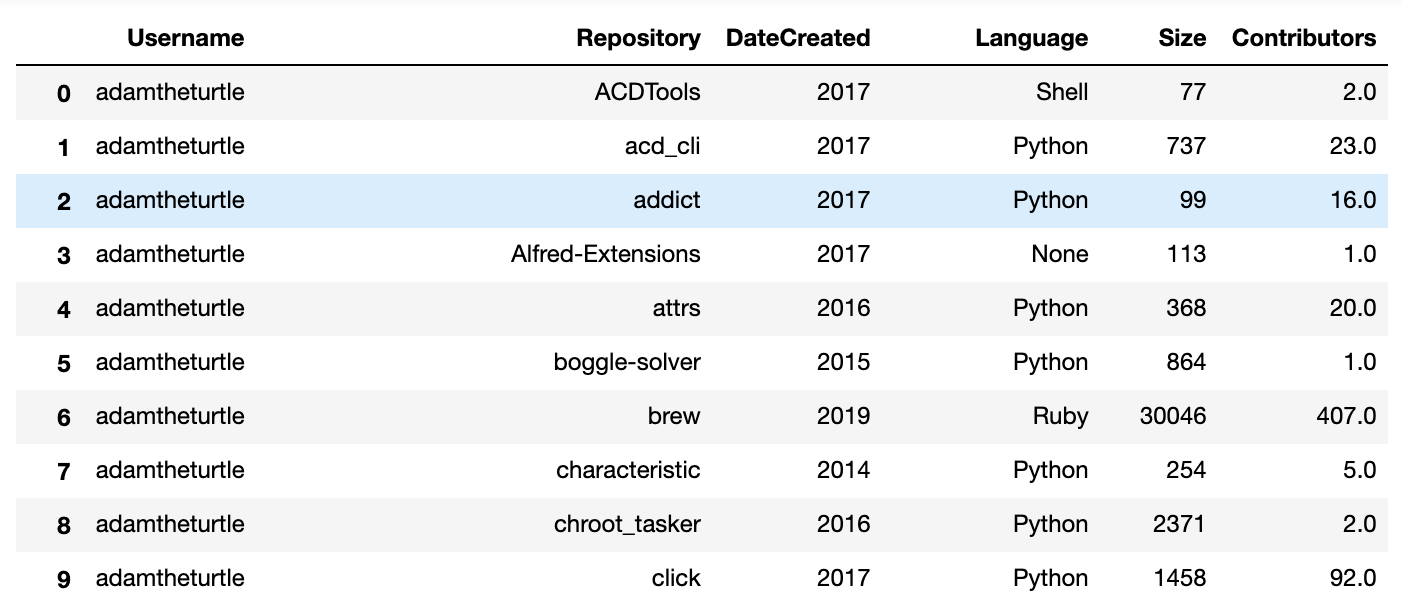 Username Repository DateCreated Language Size Contributors
0 adamtheturtle ACDTools 2017 Shell 77 2.0
1 adamtheturtle acd_cli 2017 Python 737 23.0
2 adamtheturtle addict 2017 Python 99 16.0
3 adamtheturtle Alfred-Extensions 2017 None 113 1.0
4 adamtheturtle attrs 2016 Python 368 20.0
5 adamtheturtle boggle-solver 2015 Python 864 1.0
6 adamtheturtle brew 2019 Ruby 30046 407.0
7 adamtheturtle characteristic 2014 Python 254 5.0
8 adamtheturtle chroot_tasker 2016 Python 2371 2.0
9 adamtheturtle click 2017 Python 1458 92.0